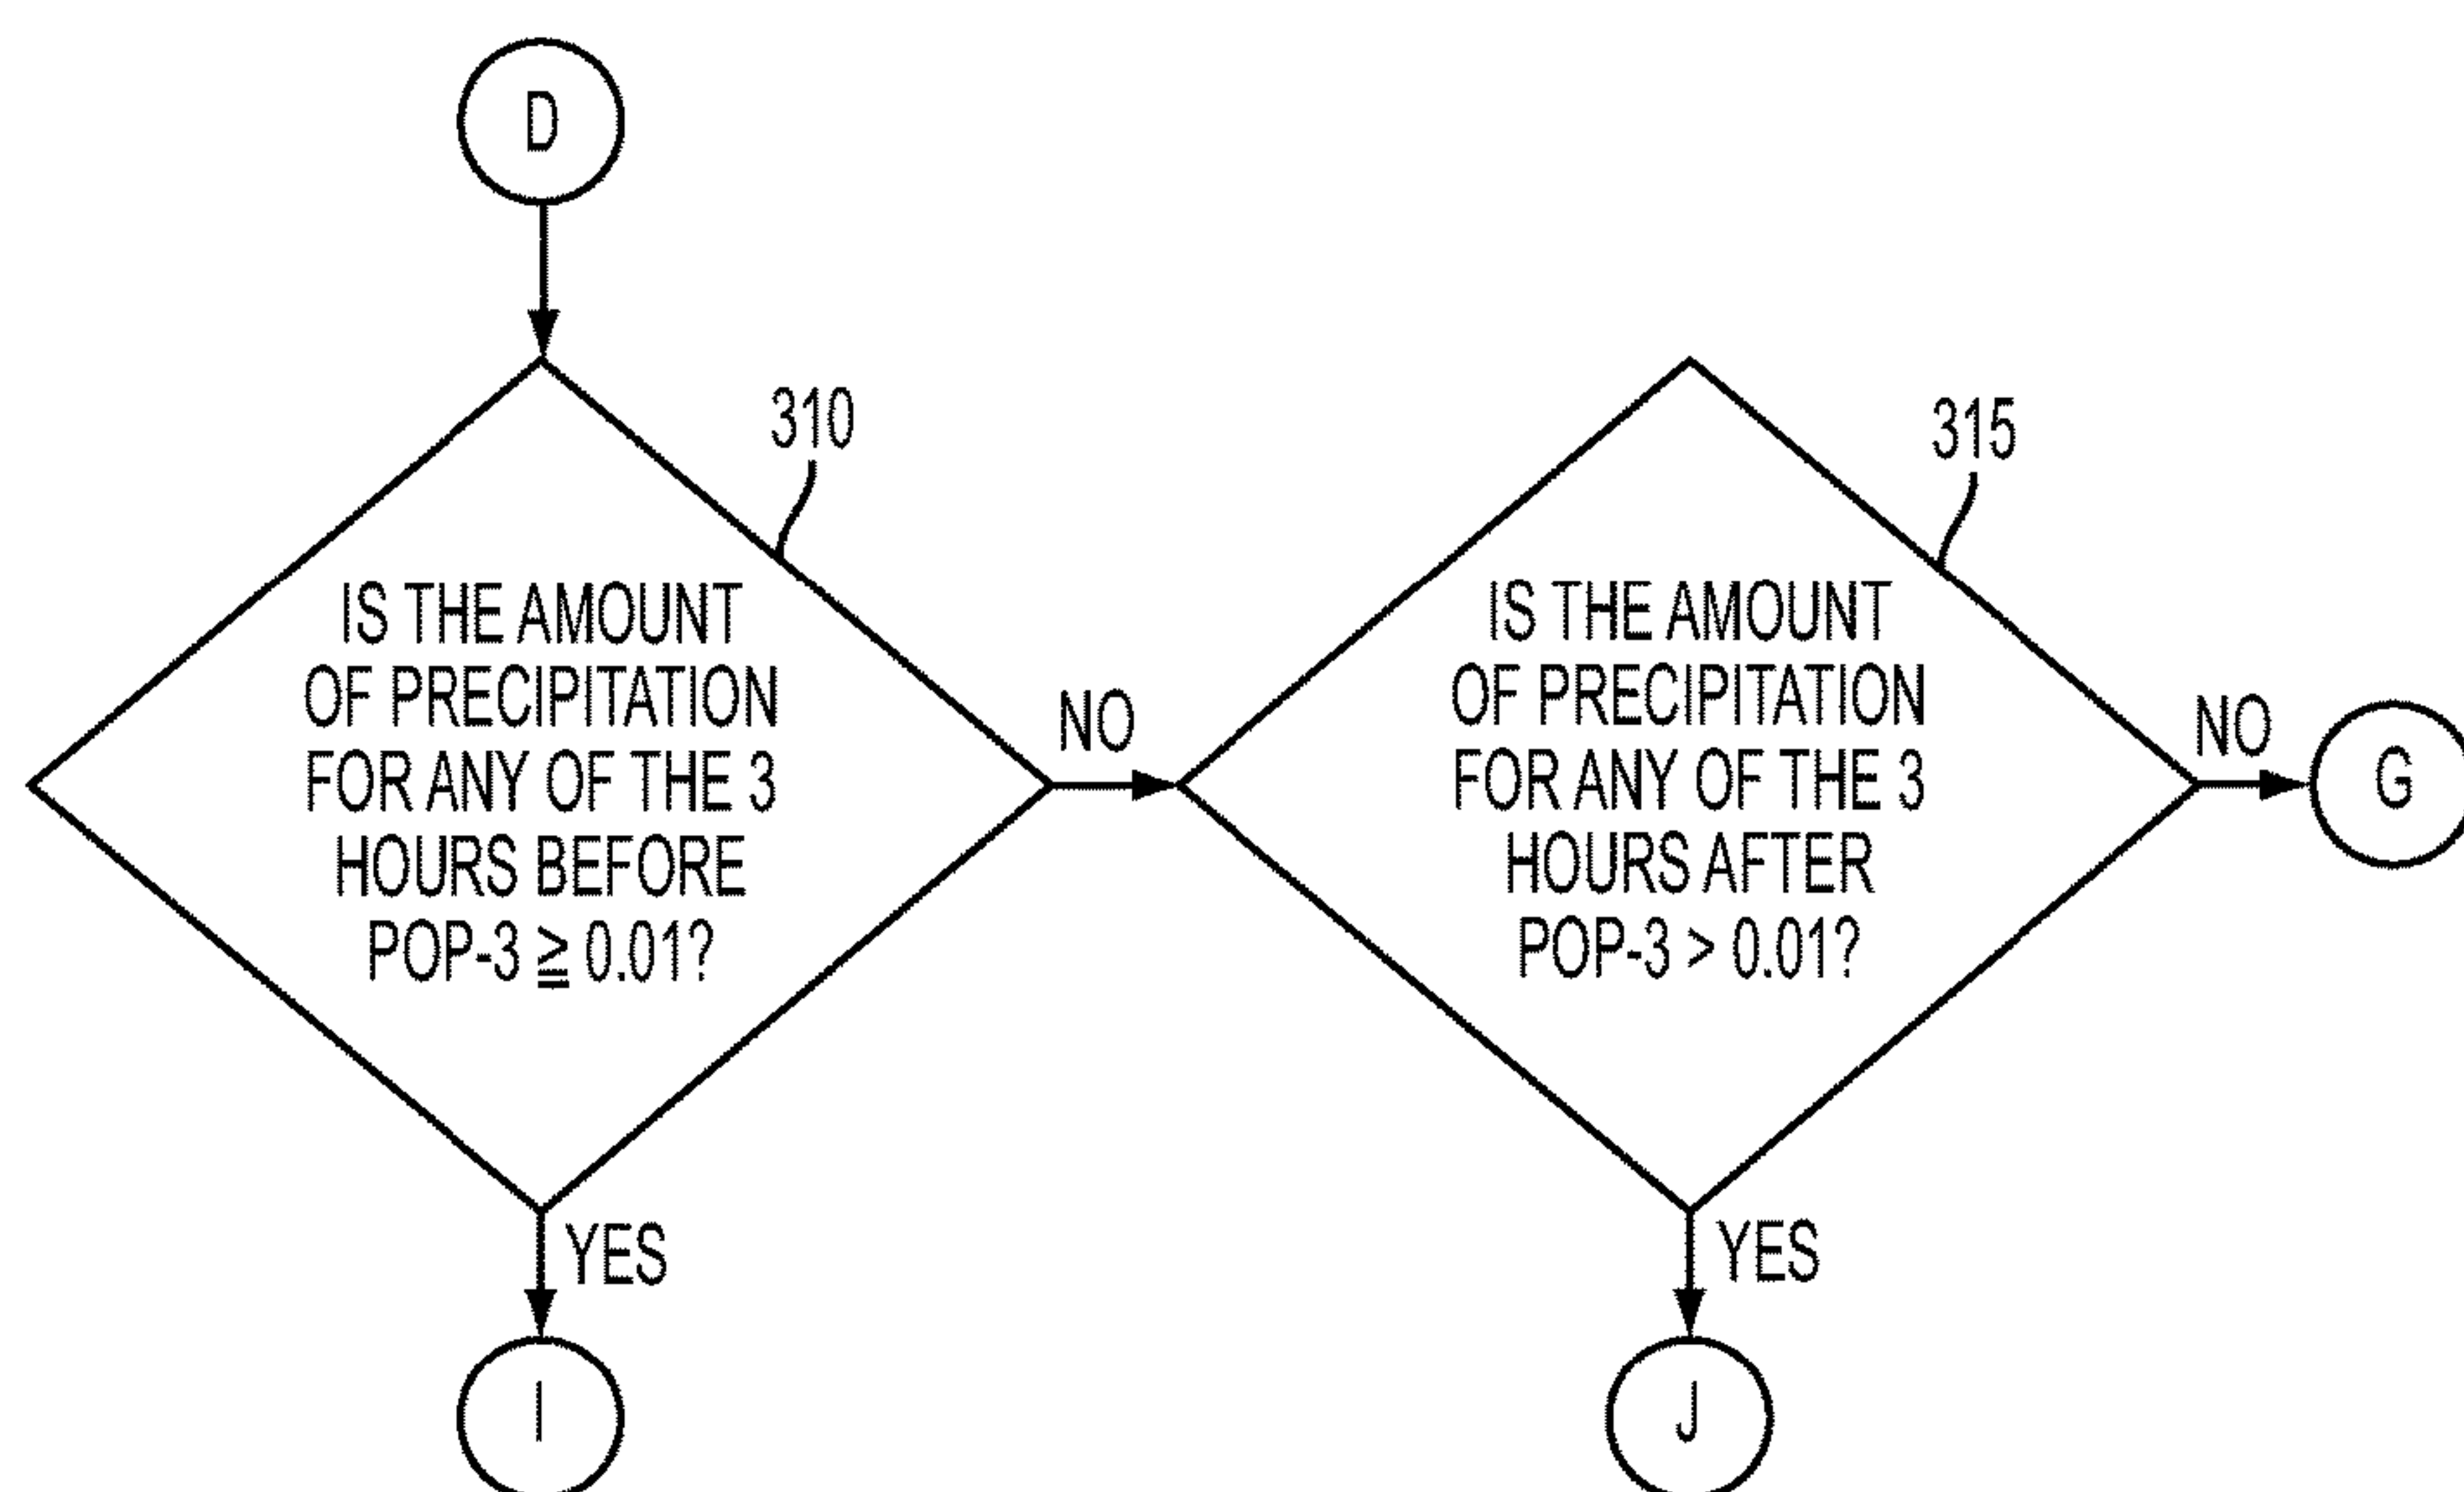 D
310
IS THE AMOUNT
OF PRECIPITATION
FOR ANY OF THE 3
HOURS BEFORE
POP-3 ≧ 0.01?
NO
YES
I
315
IS THE AMOUNT
OF PRECIPITATION
FOR ANY OF THE 3
HOURS AFTER
POP-3 > 0.01?
NO
G
YES
J